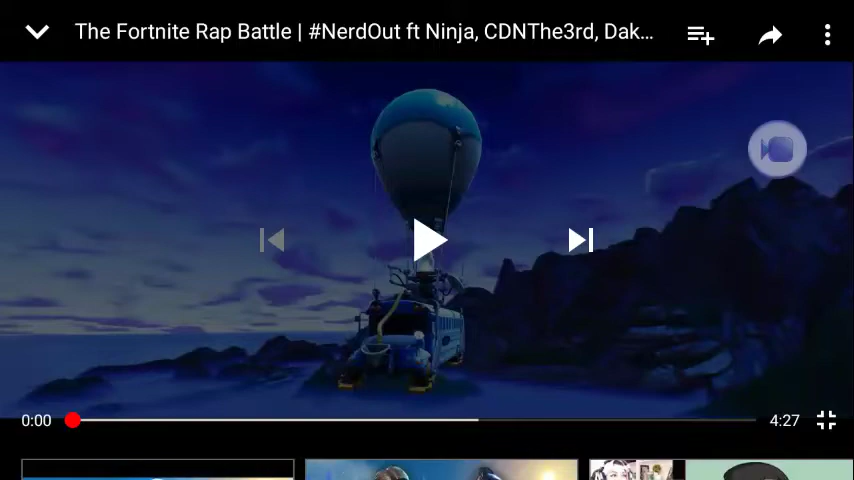 The Fortnite Rap Battle | #NerdOut ft Ninja, CDNThe3rd, Dak...
0:00
4:27